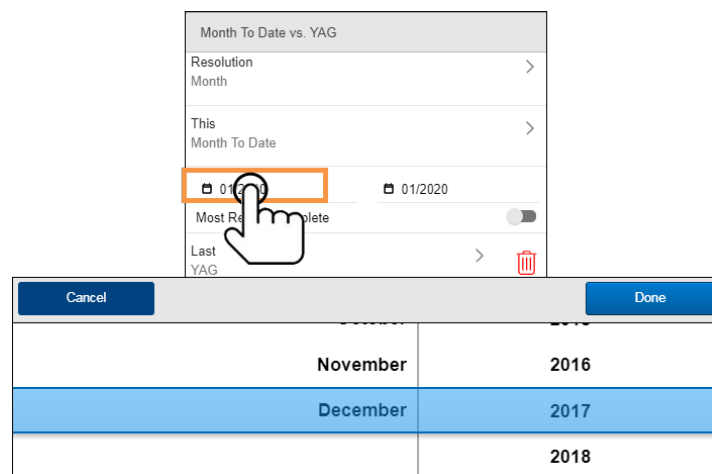 Month To Date vs. YAG
Resolution
Month
This
Month To Date
01/2020
Last
YAG
Cancel Done
November 2016
December 2017
2018